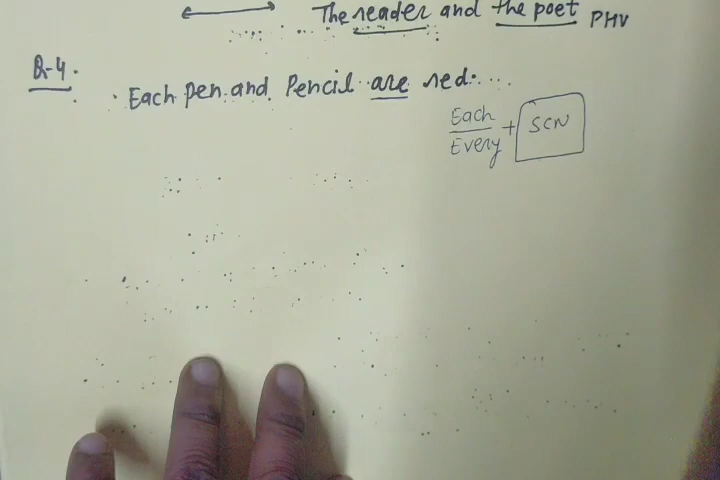 The reader and the poet PHV
Q-4.
Each pen and Pencil are red.
Each
Every + SCN